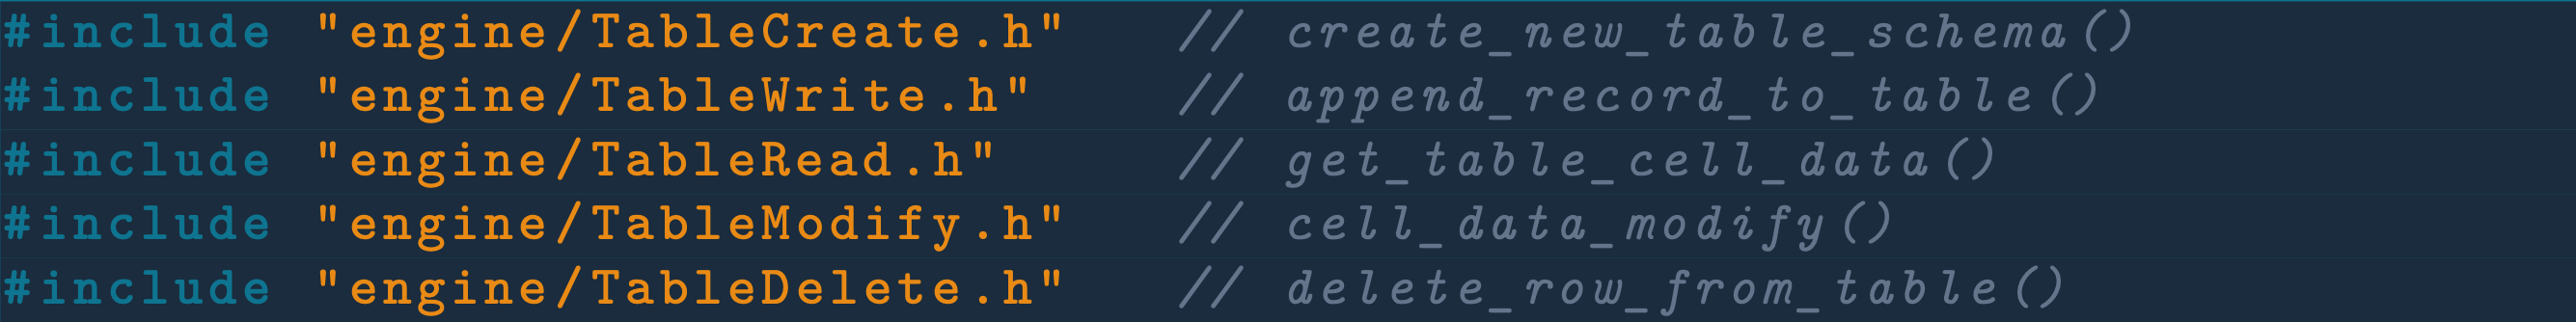 #include "engine/TableCreate.h" // create_new_table_schema()
#include "engine/TableWrite.h" // append_record_to_table()
#include "engine/TableRead.h" // get_table_cell_data()
#include "engine/TableModify.h" // cell_data_modify()
#include "engine/TableDelete.h" // delete_row_from_table()